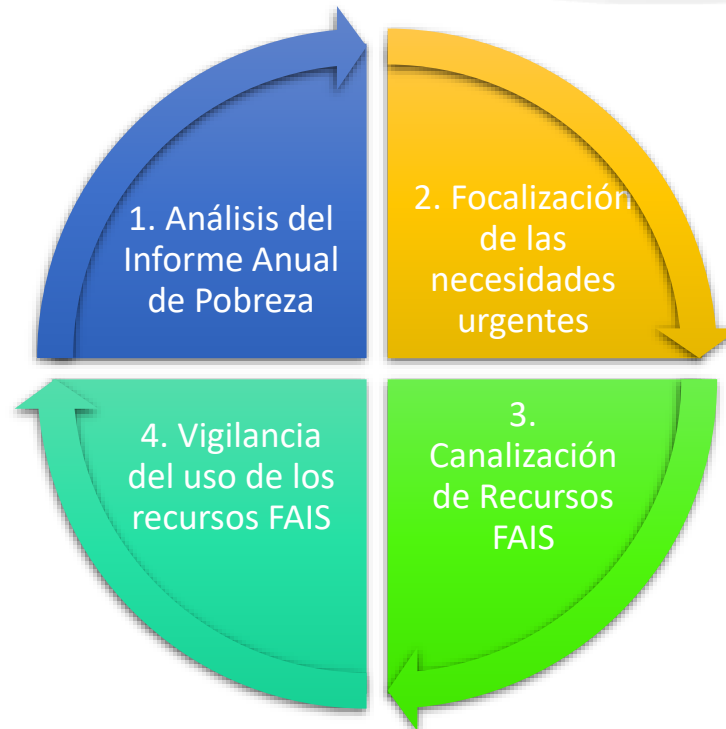 1. Análisis del
Informe Anual
de Pobreza
2. Focalización
de las
necesidades
urgentes
3.
Canalización
de Recursos
FAIS
4. Vigilancia
del uso de los
recursos FAIS